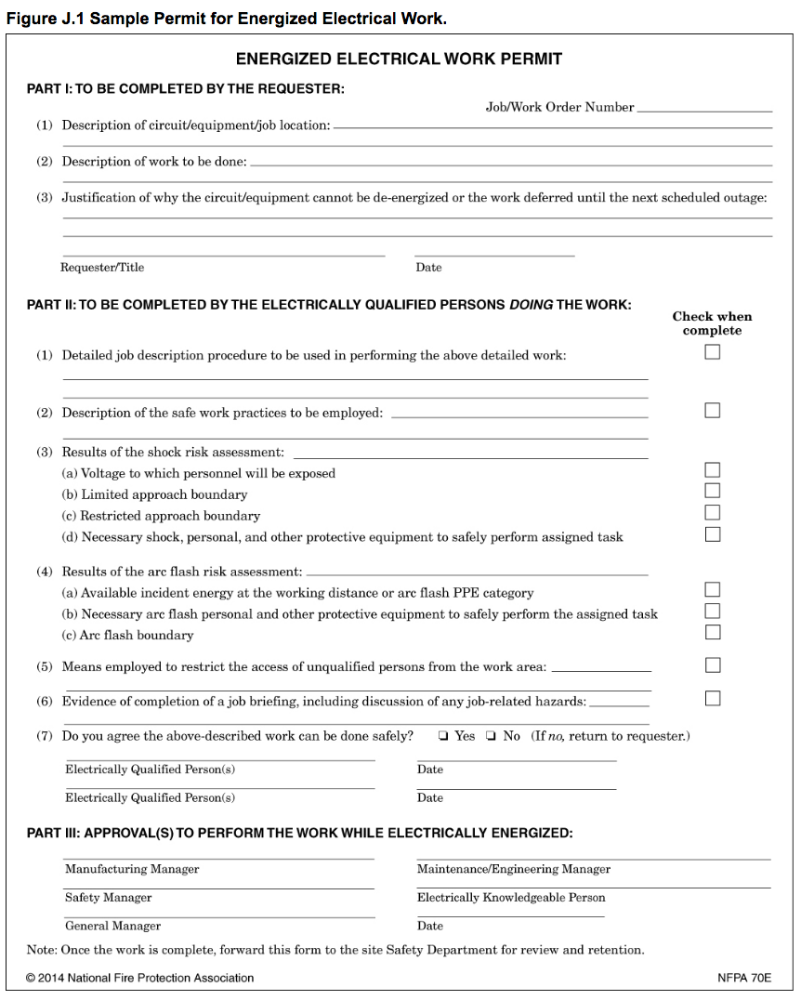 Figure J.1 Sample Permit for Energized Electrical Work.
ENERGIZED ELECTRICAL WORK PERMIT
PART I: TO BE COMPLETED BY THE REQUESTER:
Job/Work Order Number
(1) Description of circuit/equipment/job location:
(2) Description of work to be done:
(3) Justification of why the circuit/equipment cannot be de-energized or the work deferred until the next scheduled outage:
Requester/Title Date
PART II: TO BE COMPLETED BY THE ELECTRICALLY QUALIFIED PERSONS DOING THE WORK:
Check when
complete
(1) Detailed job description procedure to be used in performing the above detailed work:
(2) Description of the safe work practices to be employed:
(3) Results of the shock risk assessment:
(a) Voltage to which personnel will be exposed
(b) Limited approach boundary
(c) Restricted approach boundary
(d) Necessary shock, personal, and other protective equipment to safely perform assigned task
(4) Results of the arc flash risk assessment:
(a) Available incident energy at the working distance or arc flash PPE category
(b) Necessary arc flash personal and other protective equipment to safely perform the assigned task
(c) Arc flash boundary
(5) Means employed to restrict the access of unqualified persons from the work area:
(6) Evidence of completion of a job briefing, including discussion of any job-related hazards:
(7) Do you agree the above-described work can be done safely? ❏ Yes ❏ No (If no, return to requester.)
Electrically Qualified Person(s) Date
Electrically Qualified Person(s) Date
PART III: APPROVAL(S) TO PERFORM THE WORK WHILE ELECTRICALLY ENERGIZED:
Manufacturing Manager Maintenance/Engineering Manager
Safety Manager Electrically Knowledgeable Person
General Manager Date
Note: Once the work is complete, forward this form to the site Safety Department for review and retention.
© 2014 National Fire Protection Association NFPA 70E